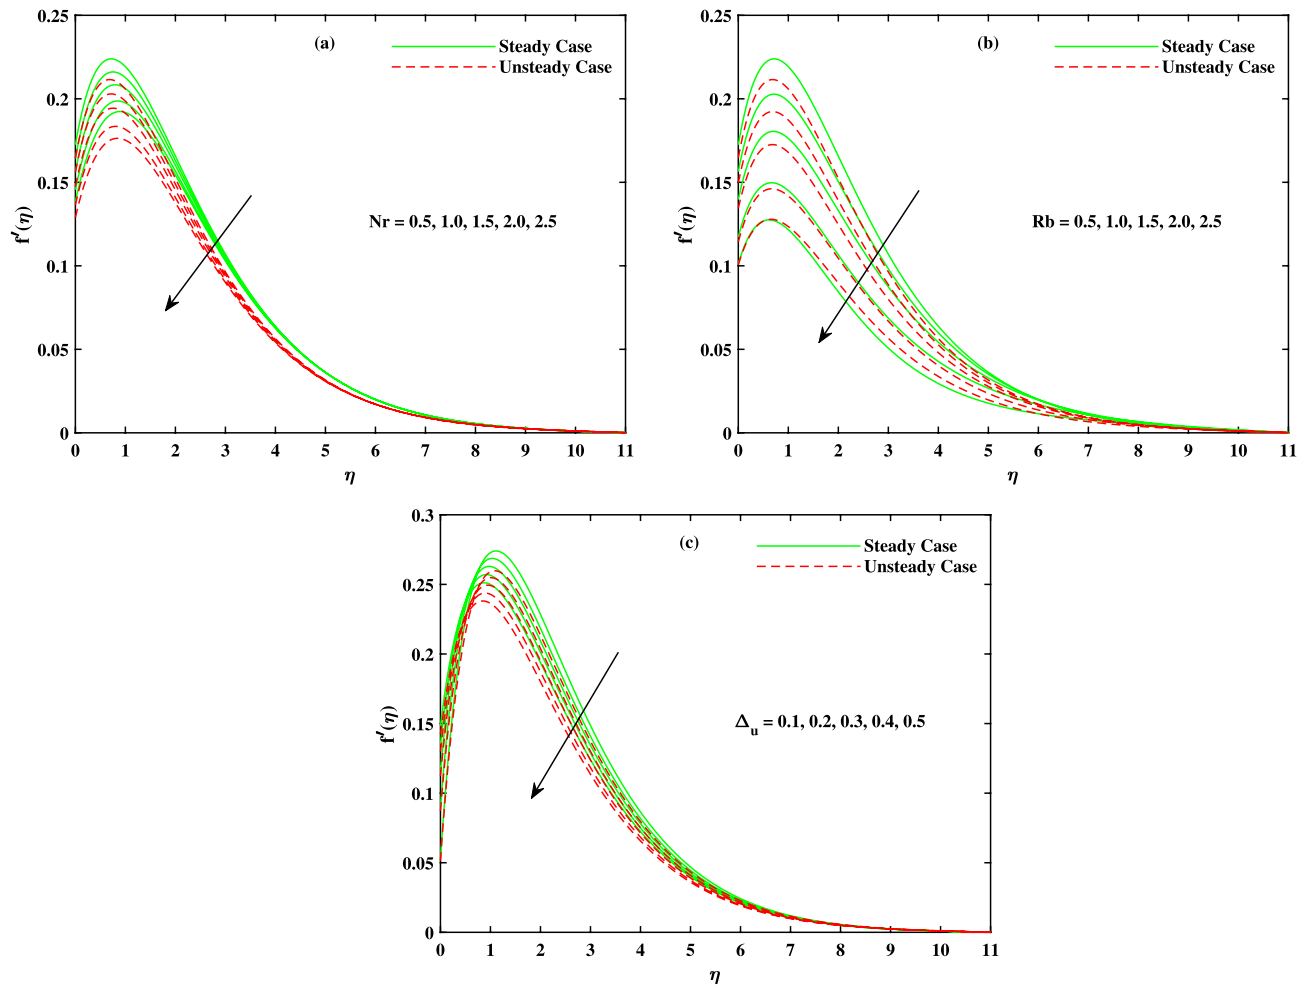 (a)
Steady Case
Unsteady Case
Nr = 0.5, 1.0, 1.5, 2.0, 2.5
f′(η)
0.25
0.2
0.15
0.1
0.05
0
0 1 2 3 4 5 6 7 8 9 10 11
η
(b)
Steady Case
Unsteady Case
Rb = 0.5, 1.0, 1.5, 2.0, 2.5
f′(η)
0.25
0.2
0.15
0.1
0.05
0
0 1 2 3 4 5 6 7 8 9 10 11
η
(c)
Steady Case
Unsteady Case
Δu = 0.1, 0.2, 0.3, 0.4, 0.5
f′(η)
0.3
0.25
0.2
0.15
0.1
0.05
0
0 1 2 3 4 5 6 7 8 9 10 11
η